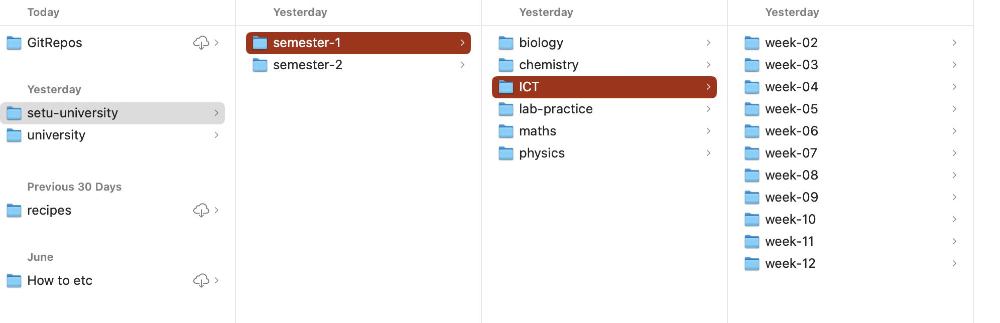 Today
GitRepos
Yesterday
setu-university
university
Previous 30 Days
recipes
June
How to etc
Yesterday
semester-1
semester-2
Yesterday
biology
chemistry
ICT
lab-practice
maths
physics
Yesterday
week-02
week-03
week-04
week-05
week-06
week-07
week-08
week-09
week-10
week-11
week-12